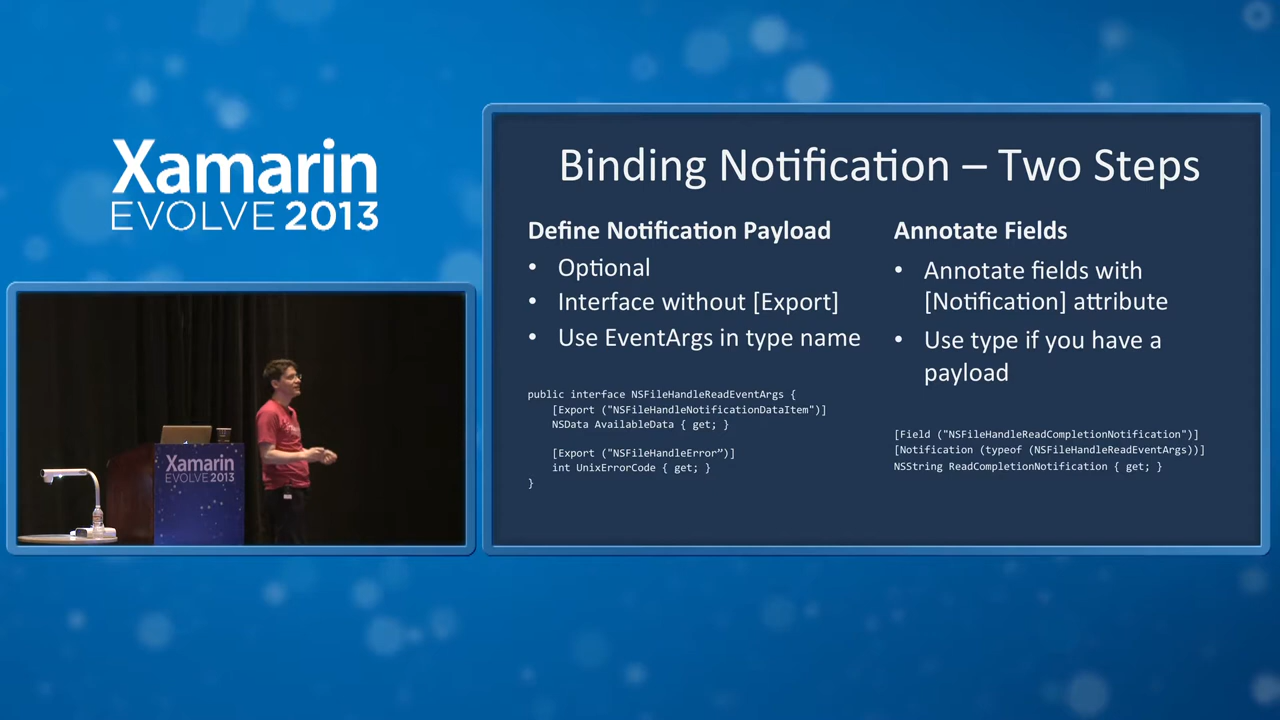 Xamarin
EVOLVE 2013
Xamarin
EVOLVE 2013
Binding Notification – Two Steps
Define Notification Payload
• Optional
• Interface without [Export]
• Use EventArgs in type name
public interface NSFileHandleReadEventArgs {
[Export ("NSFileHandleNotificationDataItem")]
NSData AvailableData { get; }
[Export ("NSFileHandleError”)]
int UnixErrorCode { get; }
}
Annotate Fields
• Annotate fields with
[Notification] attribute
• Use type if you have a
payload
[Field ("NSFileHandleReadCompletionNotification")]
[Notification (typeof (NSFileHandleReadEventArgs))]
NSString ReadCompletionNotification { get; }